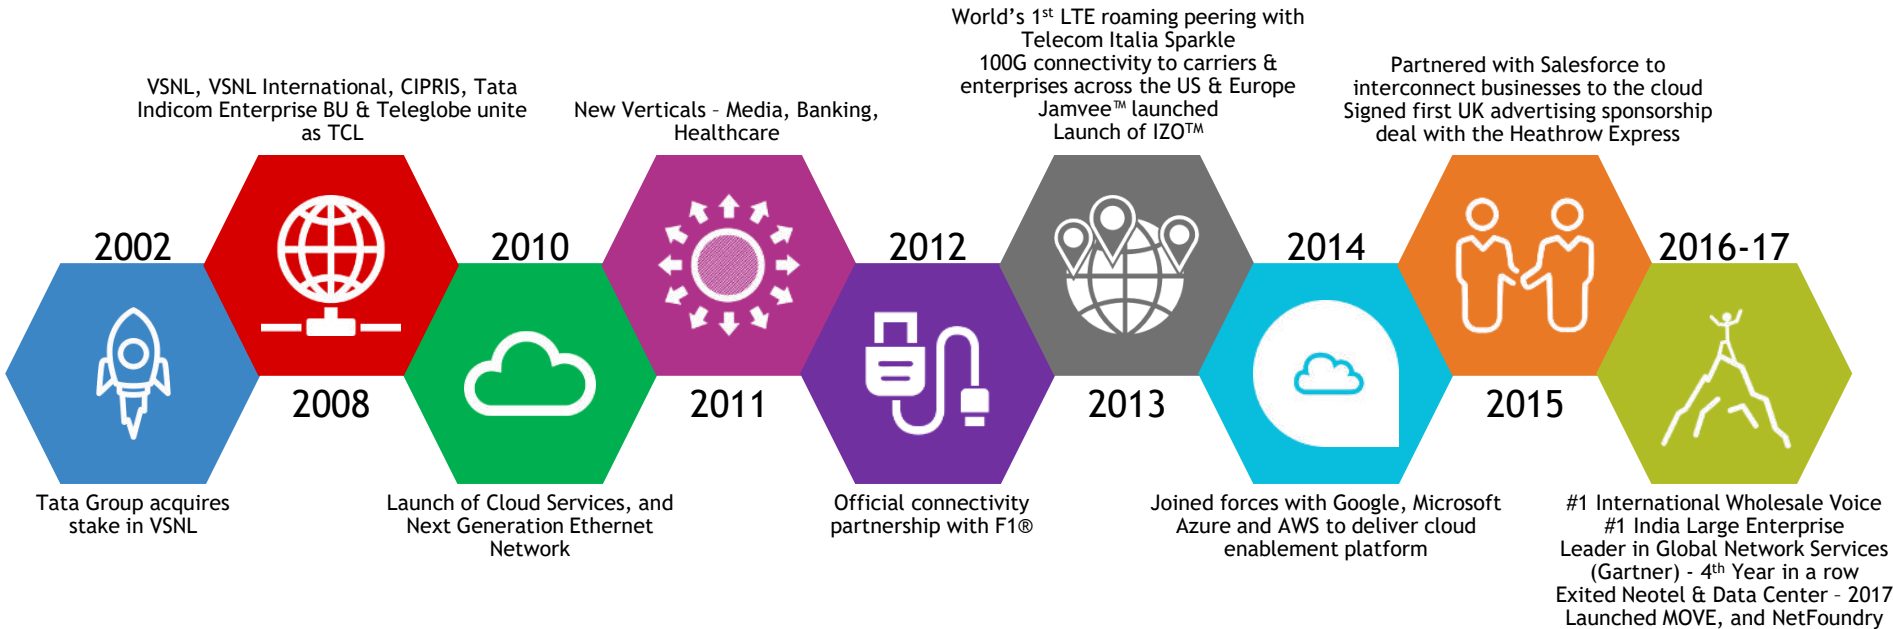 2002
Tata Group acquires
stake in VSNL
VSNL, VSNL International, CIPRIS, Tata
Indicom Enterprise BU & Teleglobe unite
as TCL
2008
2010
Launch of Cloud Services, and
Next Generation Ethernet
Network
New Verticals – Media, Banking,
Healthcare
2011
2012
Official connectivity
partnership with F1®
World’s 1st LTE roaming peering with
Telecom Italia Sparkle
100G connectivity to carriers &
enterprises across the US & Europe
Jamvee™ launched
Launch of IZO™
2013
2014
Joined forces with Google, Microsoft
Azure and AWS to deliver cloud
enablement platform
Partnered with Salesforce to
interconnect businesses to the cloud
Signed first UK advertising sponsorship
deal with the Heathrow Express
2015
2016-17
#1 International Wholesale Voice
#1 India Large Enterprise
Leader in Global Network Services
(Gartner) - 4th Year in a row
Exited Neotel & Data Center – 2017
Launched MOVE, and NetFoundry